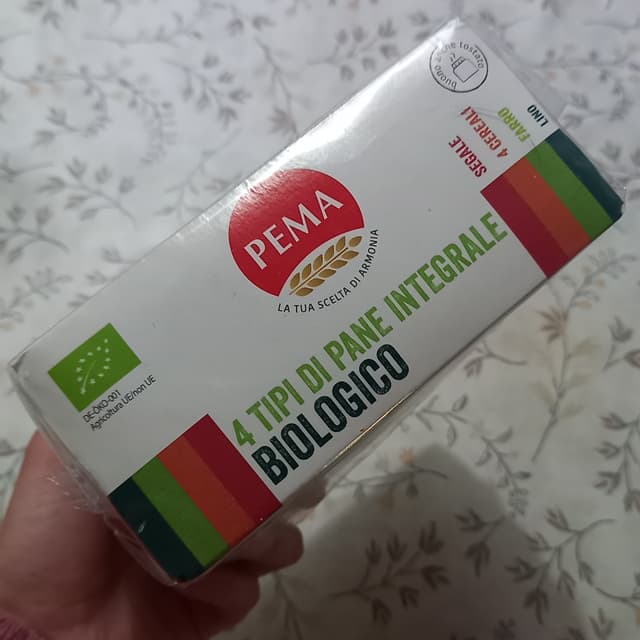 buono anche tostato
SEGALE
4 CEREALI
FARRO
LINO
PEMA
LA TUA SCELTA DI ARMONIA
4 TIPI DI PANE INTEGRALE
BIOLOGICO
DE-ÖKO-001
Agricoltura UE/non UE